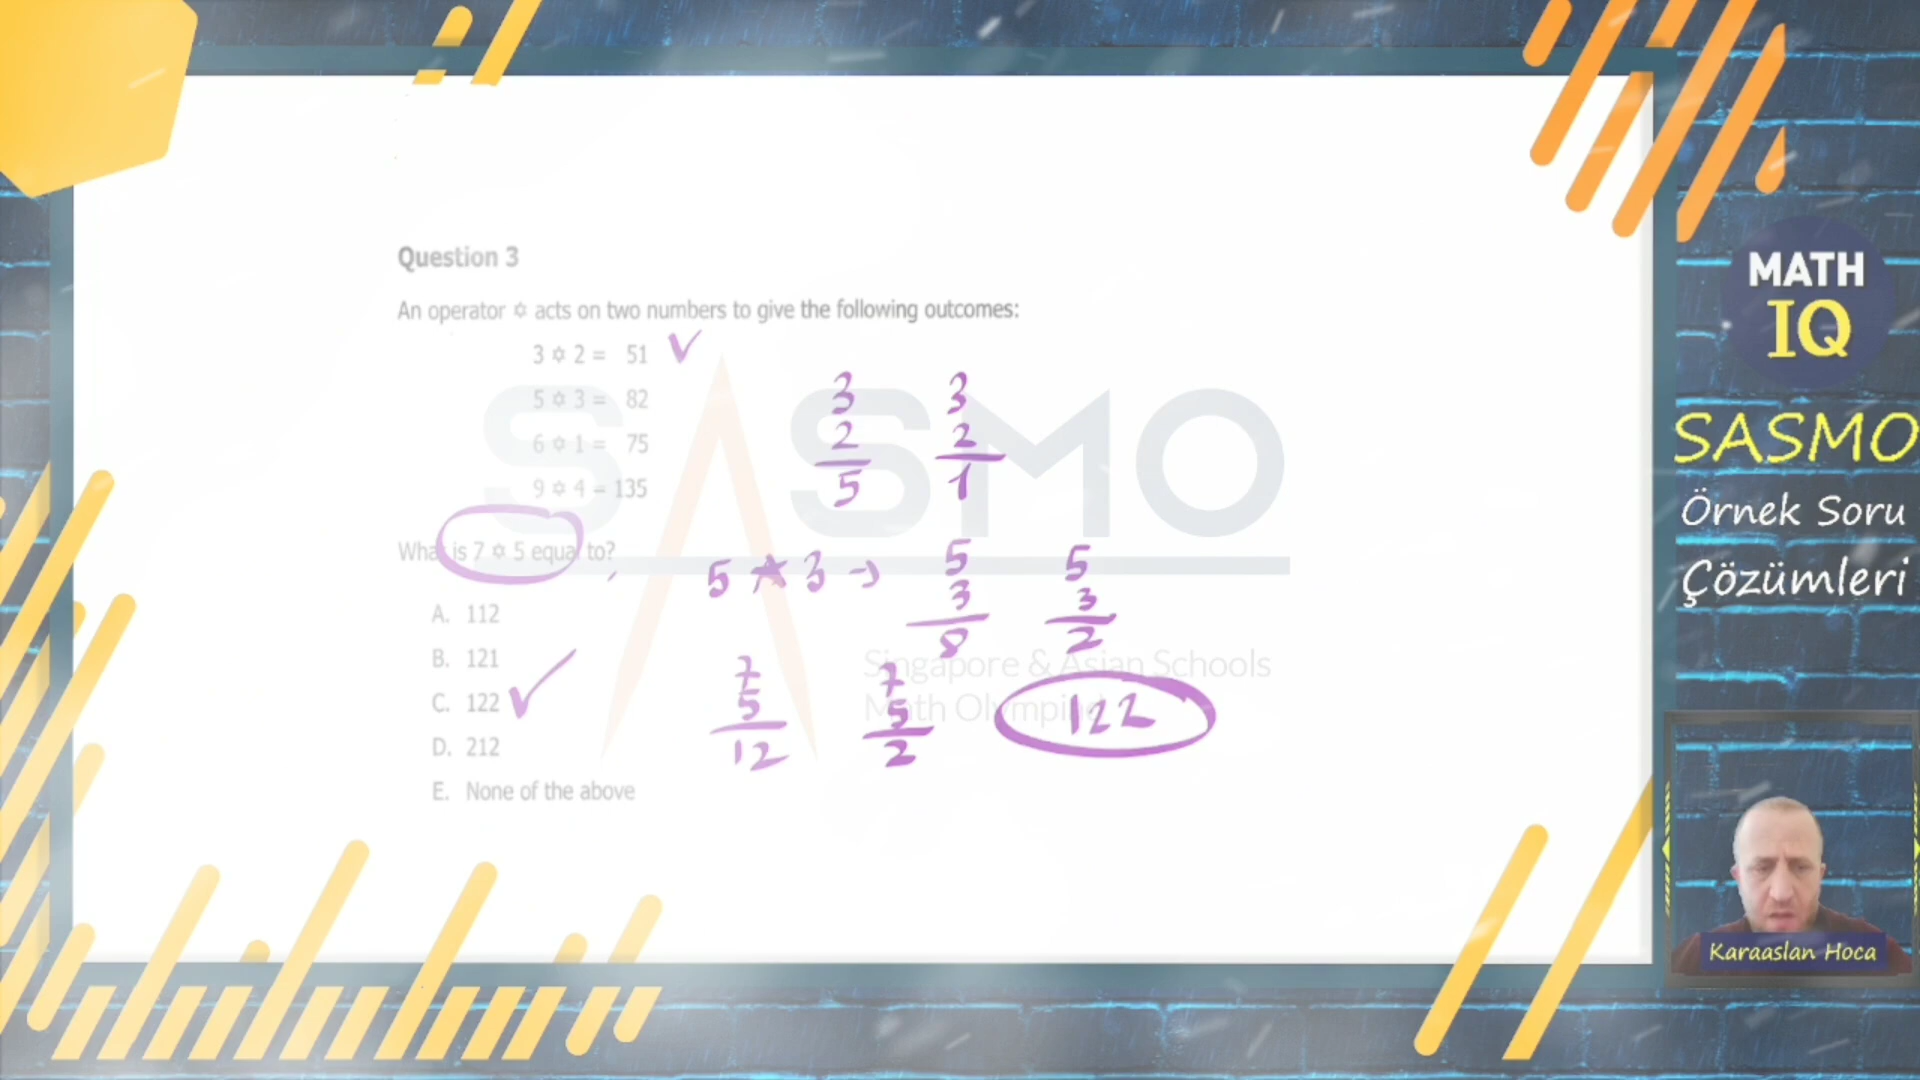 Question 3
An operator ✡ acts on two numbers to give the following outcomes:
3 ✡ 2 = 51
5 ✡ 3 = 82
6 ✡ 1 = 75
9 ✡ 4 = 135
What is 7 ✡ 5 equal to?
A. 112
B. 121
C. 122
D. 212
E. None of the above
3
2
5
3
2
1
5 ★ 3 →
5
3
8
5
3
2
7
5
12
7
5
2
122
SASMO
Singapore & Asian Schools
Math Olympiad
MATH
IQ
SASMO
Örnek Soru
Çözümleri
Karaaslan Hoca